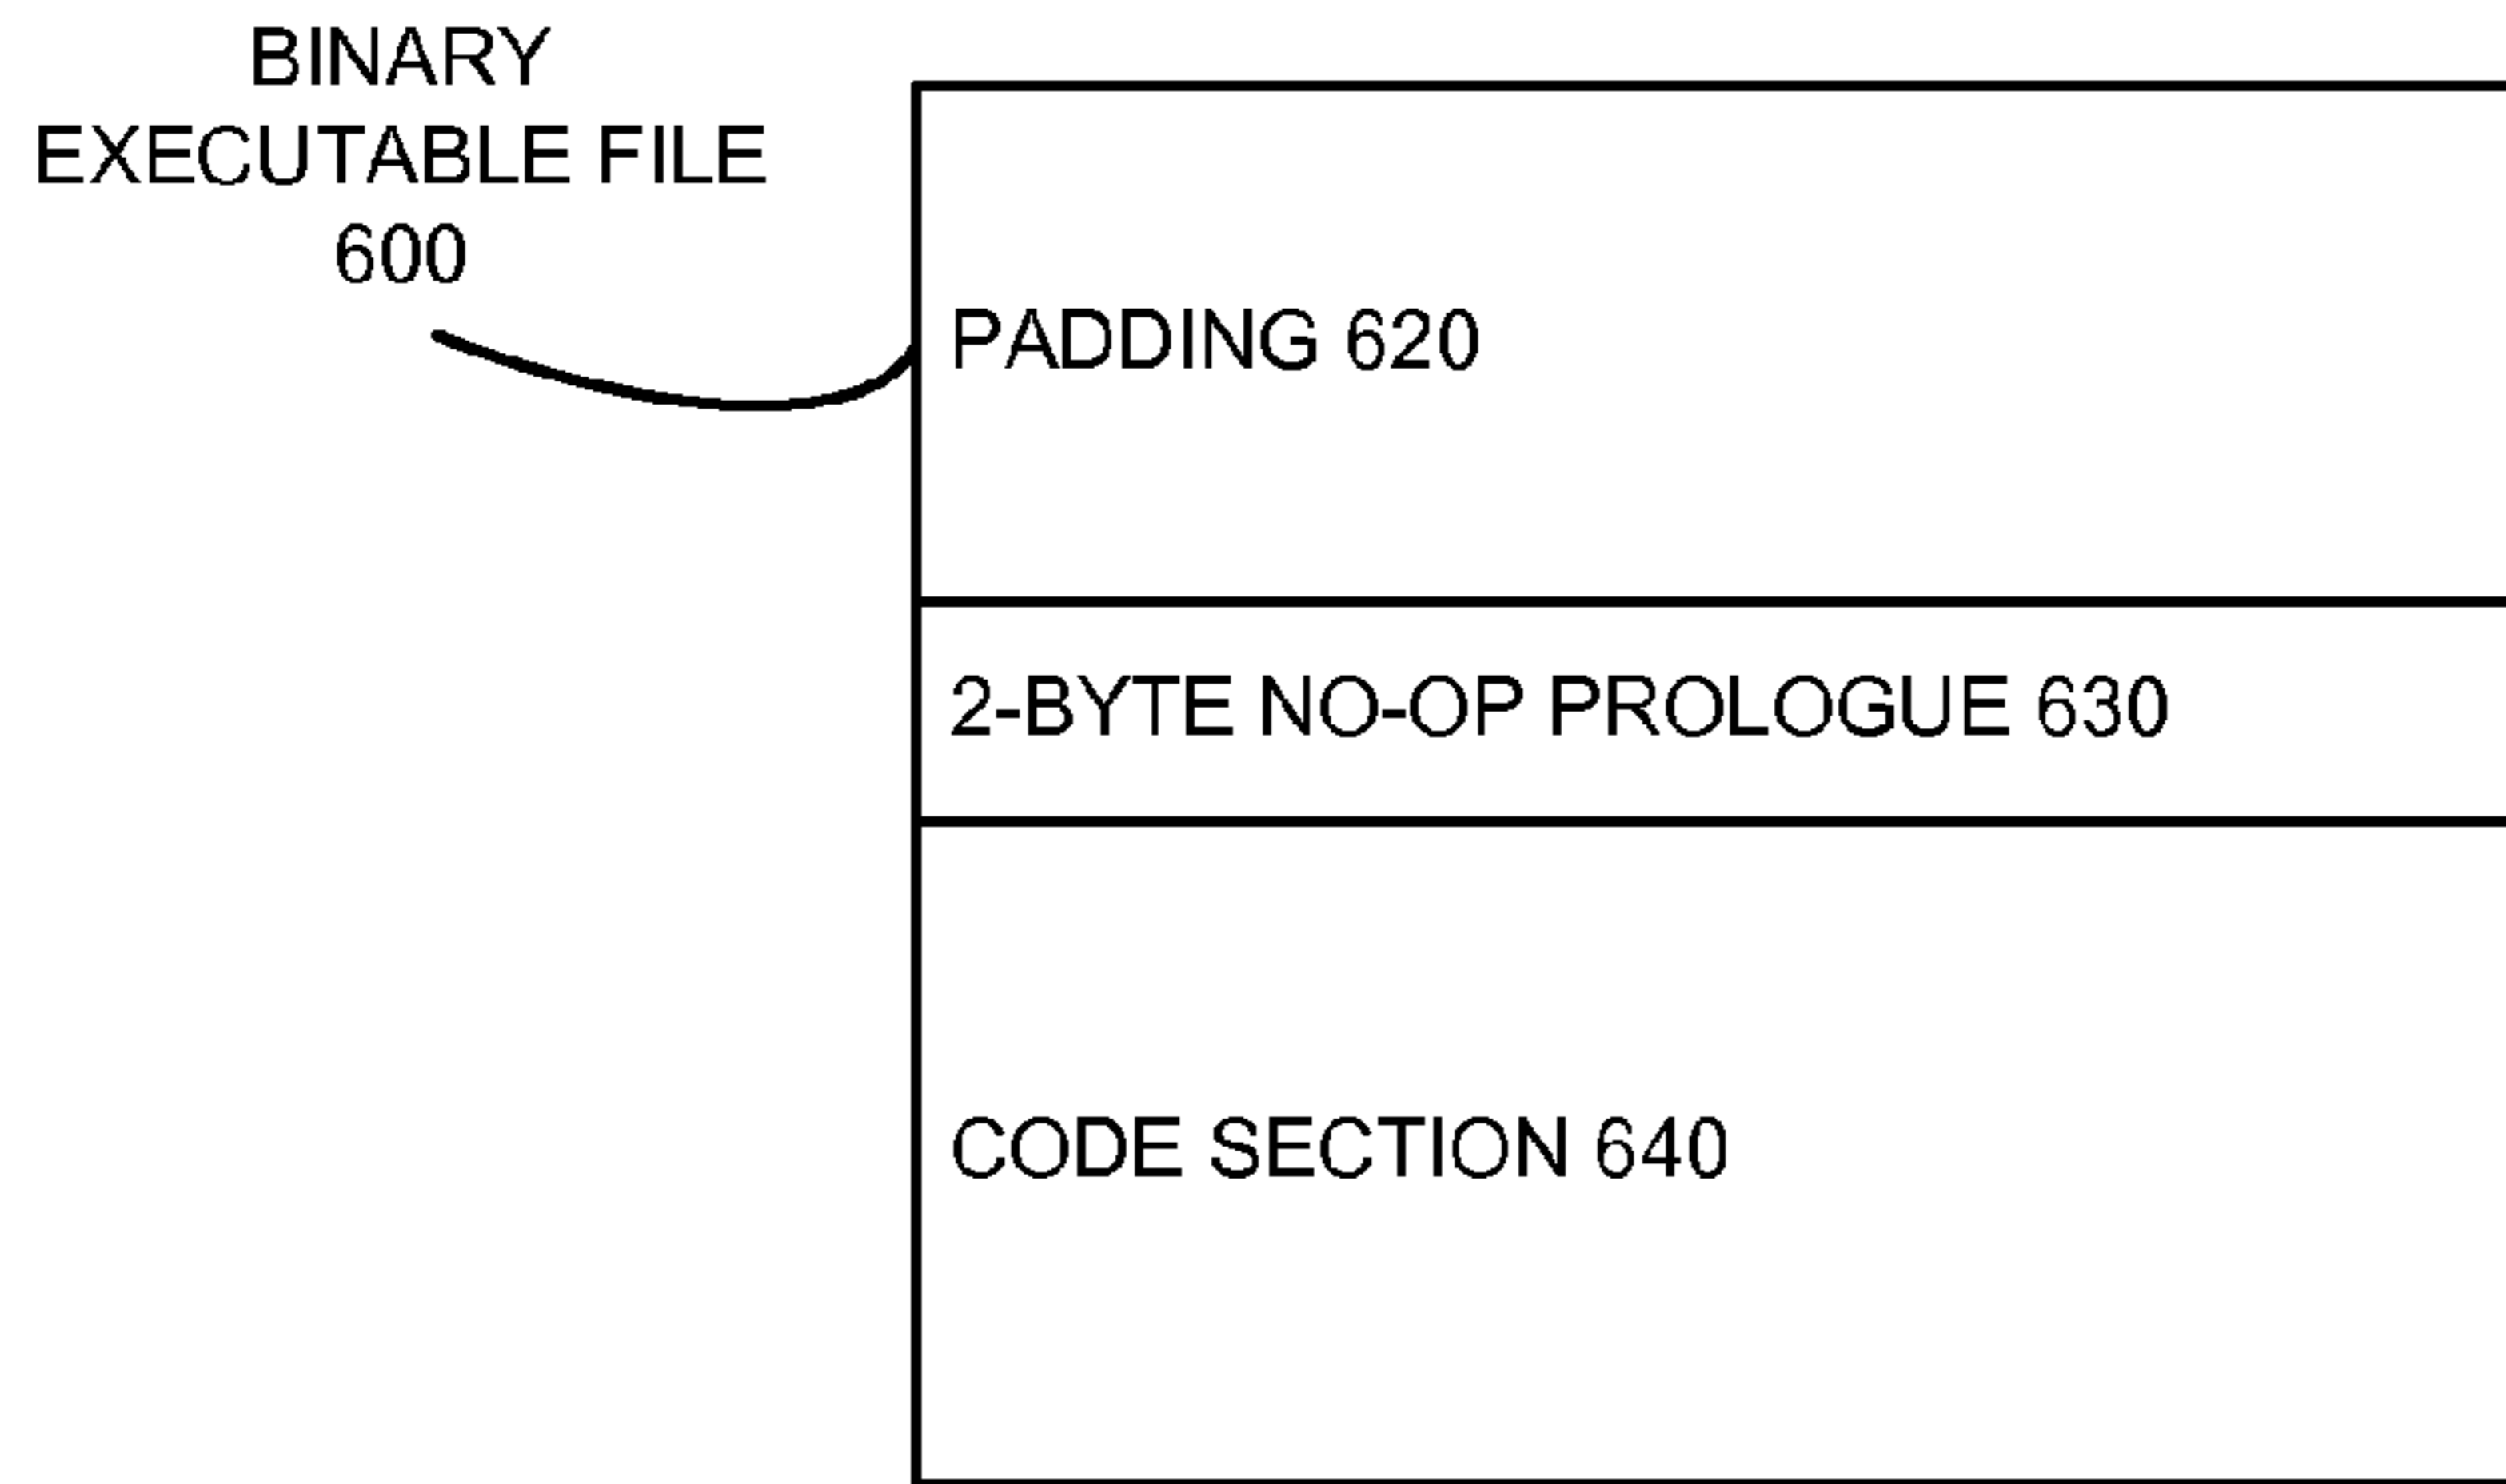 BINARY
EXECUTABLE FILE
600
PADDING 620
2-BYTE NO-OP PROLOGUE 630
CODE SECTION 640